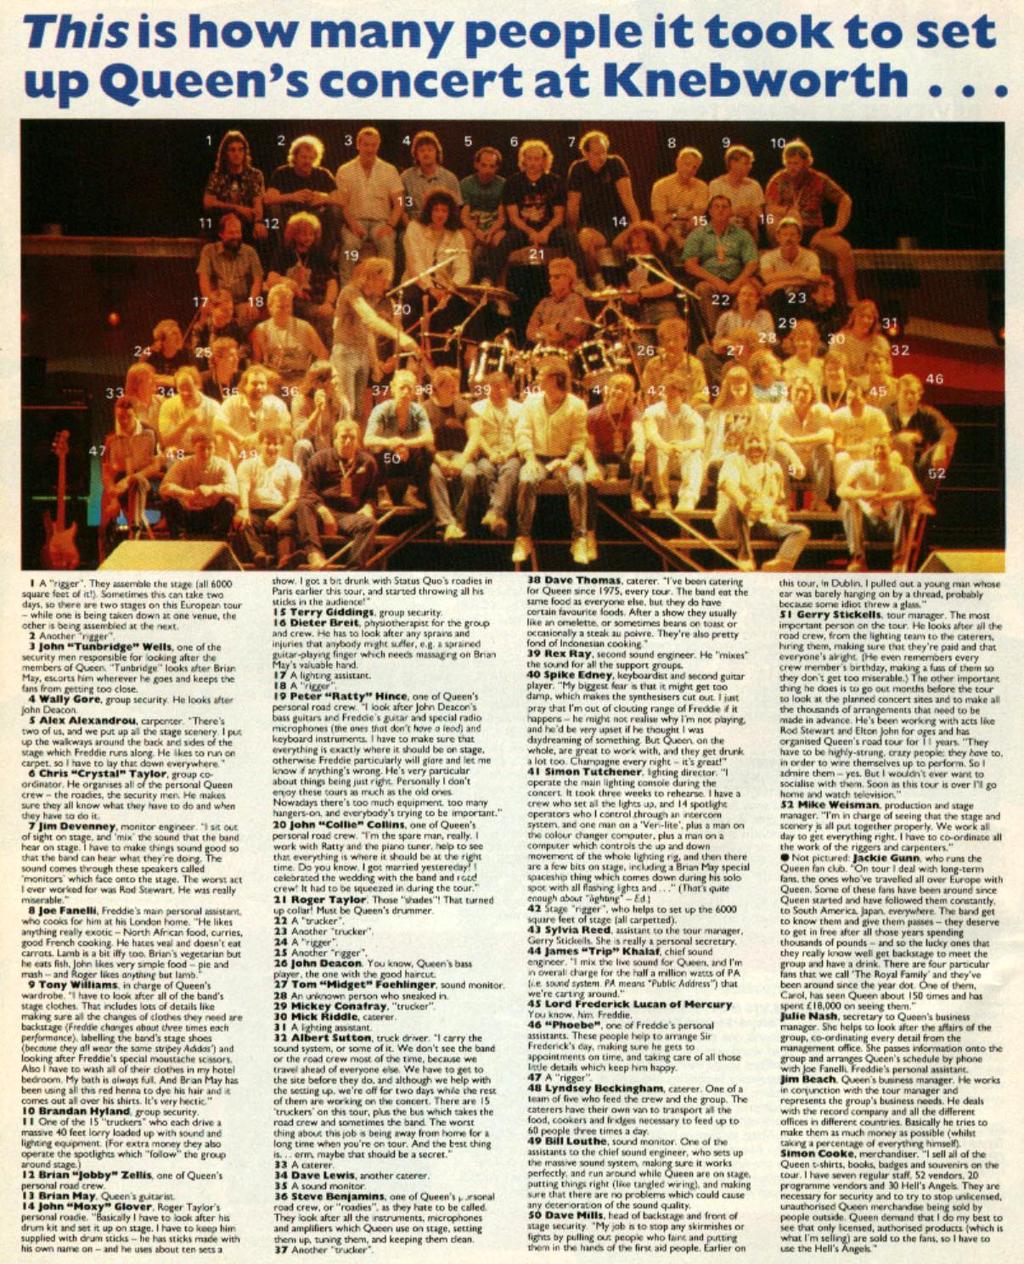 This is how many people it took to set
up Queen's concert at Knebworth . . .
1 2 3 4 5 6 7 8 9 10
11 12 13 14 15 16
17 18 19 20 21 22 23
24 25 26 27 28 29 30 31 32
33 34 35 36 37 38 39 40 41 42 43 44 45 46
47 48 49 50 51 52
1 A "rigger". They assemble the stage (all 6000
square feet of it!). Sometimes this can take two
days, so there are two stages on this European tour
– while one is being taken down at one venue, the
other is being assembled at the next.
2 Another "rigger".
3 John "Tunbridge" Wells, one of the
security men responsible for looking after the
members of Queen. "Tunbridge" looks after Brian
May, escorts him wherever he goes and keeps the
fans from getting too close.
4 Wally Gore, group security. He looks after
John Deacon.
5 Alex Alexandrou, carpenter. "There's
two of us, and we put up all the stage scenery. I put
up the walkways around the back and sides of the
stage which Freddie runs along. He likes to run on
carpet, so I have to lay that down everywhere."
6 Chris "Crystal" Taylor, group co-
ordinator. He organises all of the personal Queen
crew – the roadies, the security men. He makes
sure they all know what they have to do and when
they have to do it.
7 Jim Devenney, monitor engineer. "I sit out
of sight on stage, and 'mix' the sound that the band
hear on stage. I have to make things sound good so
that the band can hear what they're doing. The
sound comes through these speakers called
'monitors' which face onto the stage. The worst act
I ever worked for was Rod Stewart. He was really
miserable."
8 Joe Fanelli, Freddie's main personal assistant,
who cooks for him at his London home. "He likes
anything really exotic – North African food, curries,
good French cooking. He hates veal and doesn't eat
carrots. Lamb is a bit iffy too. Brian's vegetarian but
he eats fish, John likes very simple food – pie and
mash – and Roger likes anything but lamb."
9 Tony Williams, in charge of Queen's
wardrobe. "I have to look after all of the band's
stage clothes. That includes lots of details like
making sure all the changes of clothes they need are
backstage (Freddie changes about three times each
performance), labelling the band's stage shoes
(because they all wear the same stripey Addas') and
looking after Freddie's special moustache scissors.
Also I have to wash all of their clothes in my hotel
bedroom. My bath is always full. And Brian May has
been using all this red henna to dye his hair and it
comes out all over his shirts. It's very hectic."
10 Brandan Hyland, group security.
11 One of the 15 "truckers" who each drive a
massive 40 feet lorry loaded up with sound and
lighting equipment. (For extra money they also
operate the spotlights which "follow" the group
around stage.)
12 Brian "Jobby" Zellis, one of Queen's
personal road crew.
13 Brian May, Queen's guitarist.
14 John "Moxy" Glover, Roger Taylor's
personal roadie. "Basically I have to look after his
drum kit and set it up on stage. I have to keep him
supplied with drum sticks – he has sticks made with
his own name on – and he uses about ten sets a
show. I got a bit drunk with Status Quo's roadies in
Paris earlier this tour, and started throwing all his
sticks in the audience!"
15 Terry Giddings, group security.
16 Dieter Breit, physiotherapist for the group
and crew. He has to look after any sprains and
injuries that anybody might suffer, e.g. a sprained
guitar-playing finger which needs massaging on Brian
May's valuable hand.
17 A lighting assistant.
18 A "rigger".
19 Peter "Ratty" Hince, one of Queen's
personal road crew. "I look after John Deacon's
bass guitars and Freddie's guitar and special radio
microphones (the ones that don't have a lead) and
keyboard instruments. I have to make sure that
everything is exactly where it should be on stage,
otherwise Freddie particularly will glare and let me
know if anything's wrong. He's very particular
about things being just right. Personally I don't
enjoy these tours as much as the old ones.
Nowadays there's too much equipment, too many
hangers-on, and everybody's trying to be important."
20 John "Collie" Collins, one of Queen's
personal road crew. "I'm the spare man, really. I
work with Ratty and the piano tuner, help to see
that everything is where it should be at the right
time. Do you know, I got married yesterday! I
celebrated the wedding with the band and road
crew! It had to be squeezed in during the tour."
21 Roger Taylor. Those "shades"! That turned
up collar! Must be Queen's drummer.
22 A "trucker".
23 Another "trucker".
24 A "rigger".
25 Another "rigger".
26 John Deacon. You know, Queen's bass
player, the one with the good haircut.
27 Tom "Midget" Foehlinger, sound monitor.
28 An unknown person who sneaked in.
29 Mickey Conafray, "trucker".
30 Mick Riddle, caterer.
31 A lighting assistant.
32 Albert Sutton, truck driver. "I carry the
sound system, or some of it. We don't see the band
or the road crew most of the time, because we
travel ahead of everyone else. We have to get to
the site before they do, and although we help with
the setting up, we're off for two days while the rest
of them are working on the concert. There are 15
'truckers' on this tour, plus the bus which takes the
road crew and sometimes the band. The worst
thing about this job is being away from home for a
long time when you're on tour. And the best thing
is. . . erm, maybe that should be a secret."
33 A caterer.
34 Dave Lewis, another caterer.
35 A sound monitor.
36 Steve Benjamins, one of Queen's personal
road crew, or "roadies", as they hate to be called.
They look after all the instruments, microphones
and amplifiers which Queen use on stage, setting
them up, tuning them, and keeping them clean.
37 Another "trucker".
38 Dave Thomas, caterer. "I've been catering
for Queen since 1975, every tour. The band eat the
same food as everyone else, but they do have
certain favourite foods. After a show they usually
like an omelette, or sometimes beans on toast or
occasionally a steak au poivre. They're also pretty
fond of Indonesian cooking."
39 Rex Ray, second sound engineer. He "mixes"
the sound for all the support groups.
40 Spike Edney, keyboardist and second guitar
player. "My biggest fear is that it might get too
damp, which makes the synthesizers cut out. I just
pray that I'm out of clouting range of Freddie if it
happens – he might not realise why I'm not playing,
and he'd be very upset if he thought I was
daydreaming of something. But Queen, on the
whole, are great to work with, and they get drunk
a lot too. Champagne every night – it's great!"
41 Simon Tutchener, lighting director. "I
operate the main lighting console during the
concert. It took three weeks to rehearse. I have a
crew who set all the lights up, and 14 spotlight
operators who I control through an intercom
system, and one man on a 'Veri-lite', plus a man on
the colour changer computer, plus a man on a
computer which controls the up and down
movement of the whole lighting rig, and then there
are a few bits on stage, including a Brian May special
spaceship thing which comes down during his solo
spot with all flashing lights and . . ." (That's quite
enough about "lighting" – Ed.)
42 Stage "rigger", who helps to set up the 6000
square feet of stage (all carpetted).
43 Sylvia Reed, assistant to the tour manager,
Gerry Stickells. She is really a personal secretary.
44 James "Trip" Khalaf, chief sound
engineer. "I mix the live sound for Queen, and I'm
in overall charge for the half a million watts of PA
(i.e. sound system. PA means "Public Address") that
we're carting around."
45 Lord Frederick Lucan of Mercury.
You know, him. Freddie.
46 "Phoebe", one of Freddie's personal
assistants. These people help to arrange Sir
Frederick's day, making sure he gets to
appointments on time, and taking care of all those
little details which keep him happy.
47 A "rigger".
48 Lyndsey Beckingham, caterer. One of a
team of five who feed the crew and the group. The
caterers have their own van to transport all the
food, cookers and fridges necessary to feed up to
60 people three times a day.
49 Bill Louthe, sound monitor. One of the
assistants to the chief sound engineer, who sets up
the massive sound system, making sure it works
perfectly, and run around while Queen are on stage,
putting things right (like tangled wiring), and making
sure that there are no problems which could cause
any deterioration of the sound quality.
50 Dave Mills, head of backstage and front of
stage security. "My job is to stop any skirmishes or
fights by pulling out people who faint and putting
them in the hands of the first aid people. Earlier on
this tour, in Dublin, I pulled out a young man whose
ear was barely hanging on by a thread, probably
because some idiot threw a glass."
51 Gerry Stickells, tour manager. The most
important person on the tour. He looks after all the
road crew, from the lighting team to the caterers,
hiring them, making sure that they're paid and that
everyone's alright. (He even remembers every
crew member's birthday, making a fuss of them so
they don't get too miserable.) The other important
thing he does is to go out months before the tour
to look at the planned concert sites and to make all
the thousands of arrangements that need to be
made in advance. He's been working with acts like
Rod Stewart and Elton John for ages and has
organised Queen's road tour for 11 years. "They
have to be highly-strung, crazy people; they have to,
in order to wire themselves up to perform. So I
admire them – yes. But I wouldn't ever want to
socialise with them. Soon as this tour is over I'll go
home and watch television."
52 Mike Weisman, production and stage
manager. "I'm in charge of seeing that the stage and
scenery is all put together properly. We work all
day to get everything right. I have to co-ordinate all
the work of the riggers and carpenters."
● Not pictured: Jackie Gunn, who runs the
Queen fan club. "On tour I deal with long-term
fans, the ones who've travelled all over Europe with
Queen. Some of these fans have been around since
Queen started and have followed them constantly,
to South America, Japan, everywhere. The band get
to know them and give them passes – they deserve
to get in free after all those years spending
thousands of pounds – and so the lucky ones that
they really know well get backstage to meet the
group and have a drink. There are four particular
fans that we call 'The Royal Family' and they've
been around since the year dot. One of them,
Carol, has seen Queen about 150 times and has
spent £18,000 on seeing them."
Julie Nash, secretary to Queen's business
manager. She helps to look after the affairs of the
group, co-ordinating every detail from the
management office. She passes information onto the
group and arranges Queen's schedule by phone
with Joe Fanelli, Freddie's personal assistant.
Jim Beach, Queen's business manager. He works
in conjunction with the tour manager and
represents the group's business needs. He deals
with the record company and all the different
offices in different countries. Basically he tries to
make them as much money as possible (whilst
taking a percentage of everything himself).
Simon Cooke, merchandiser. "I sell all of the
Queen t-shirts, books, badges and souvenirs on the
tour. I have seven regular staff, 52 vendors, 20
programme vendors and 30 Hell's Angels. They are
necessary for security and to try to stop unlicensed,
unauthorised Queen merchandise being sold by
people outside. Queen demand that I do my best to
see that only licensed, authorised products (which is
what I'm selling) are sold to the fans, so I have to
use the Hell's Angels."